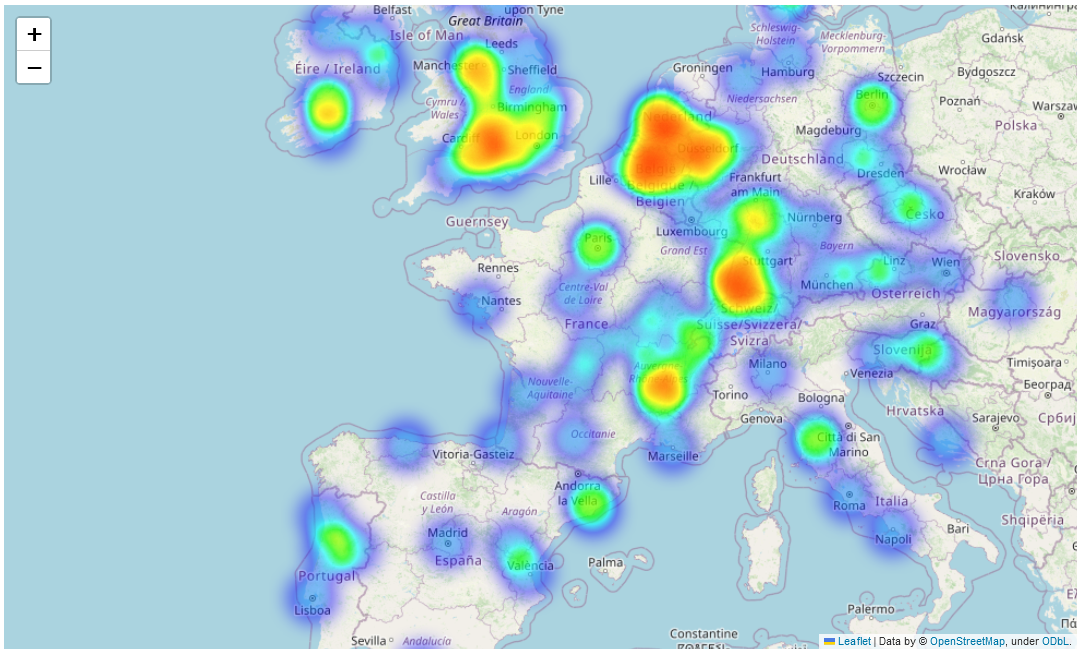 +
−
Belfast
upon Tyne
Great Britain
Isle of Man
Leeds
Éire / Ireland
Manchester
Sheffield
England
Cymru /
Wales
Birmingham
Cardiff
London
Guernsey
Schleswig-
Holstein
Mecklenburg-
Vorpommern
Gdańsk
Groningen
Hamburg
Szczecin
Bydgoszcz
Niedersachsen
Nederland
Berlin
Poznań
Warszaw
Polska
Magdeburg
Düsseldorf
Deutschland
Dresden
Wrocław
Lille
België /
Belgique /
Belgien
Frankfurt
am Main
Kraków
Česko
Luxembourg
Nürnberg
Paris
Grand Est
Bayern
Stuttgart
Linz
Wien
Slovensko
Rennes
München
Österreich
Centre-Val
de Loire
Nantes
Schweiz/
Suisse/Svizzera/
Svizra
Magyarország
France
Graz
Slovenija
Auvergne-
Rhône-Alpes
Milano
Venezia
Timișoara
Nouvelle-
Aquitaine
Torino
Bologna
Београд
Genova
Hrvatska
Sarajevo
Србиј
Occitanie
Città di San
Marino
Vitoria-Gasteiz
Marseille
Crna Gora /
Црна Гора
Andorra
la Vella
Castilla
y León
Aragón
Roma
Italia
Shqipëria
Madrid
España
Napoli
Bari
València
Palma
Portugal
Lisboa
Palermo
Sevilla
Andalucía
Constantine
Leaflet | Data by © OpenStreetMap, under ODbL.